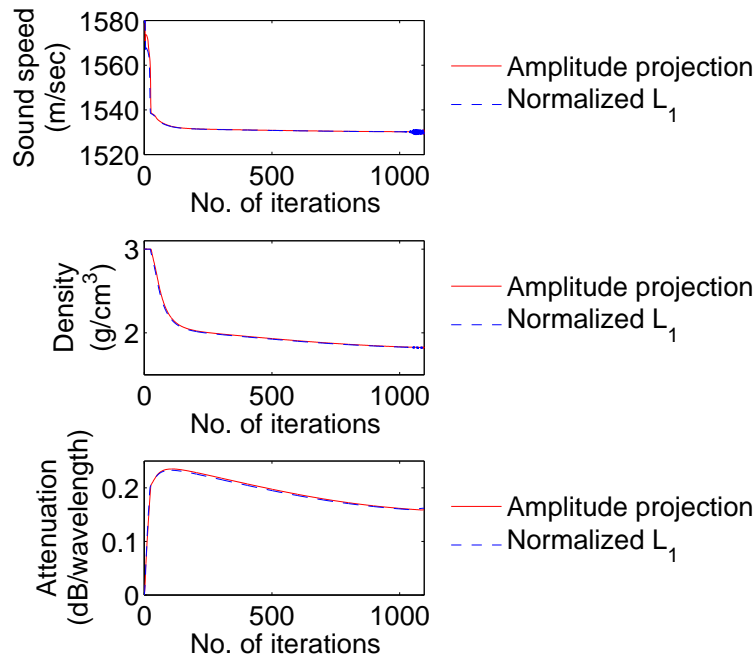 1580
1560
1540
1520
Sound speed
(m/sec)
0
500
1000
No. of iterations
Amplitude projection
Normalized L₁
3
2
Density
(g/cm³)
0
500
1000
No. of iterations
Amplitude projection
Normalized L₁
0.2
0.1
0
Attenuation
(dB/wavelength)
0
500
1000
No. of iterations
Amplitude projection
Normalized L₁